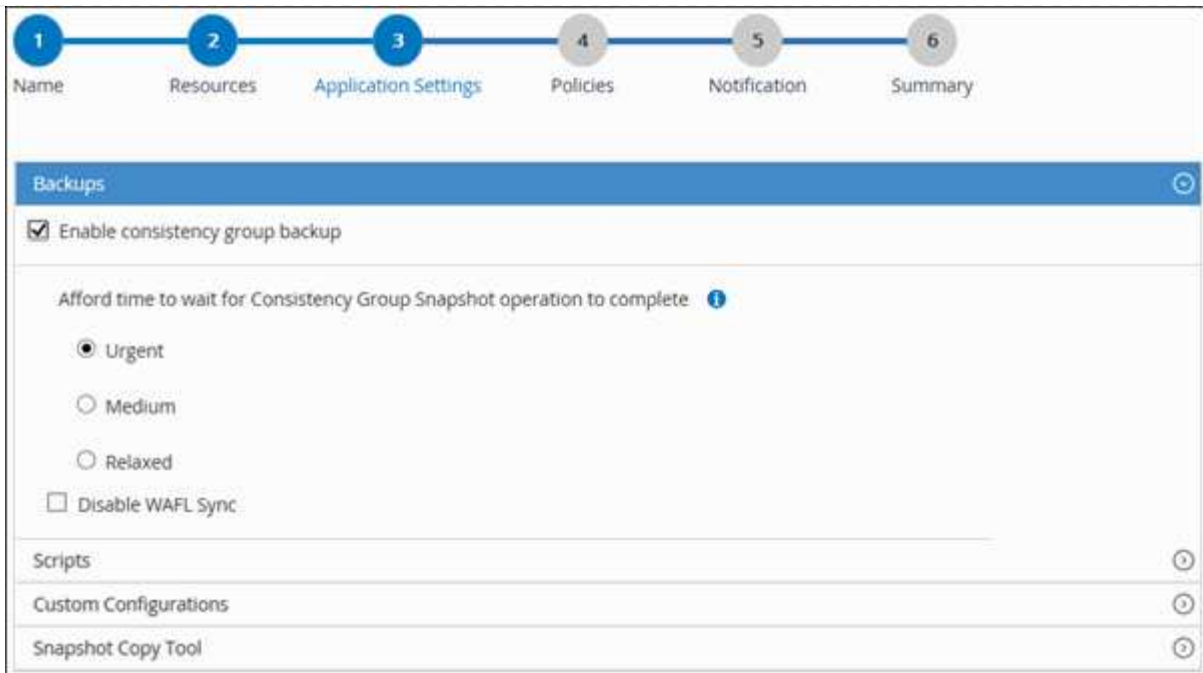 1 2 3 4 5 6
Name Resources Application Settings Policies Notification Summary
Backups
Enable consistency group backup
Afford time to wait for Consistency Group Snapshot operation to complete i
Urgent
Medium
Relaxed
Disable WAFL Sync
Scripts
Custom Configurations
Snapshot Copy Tool